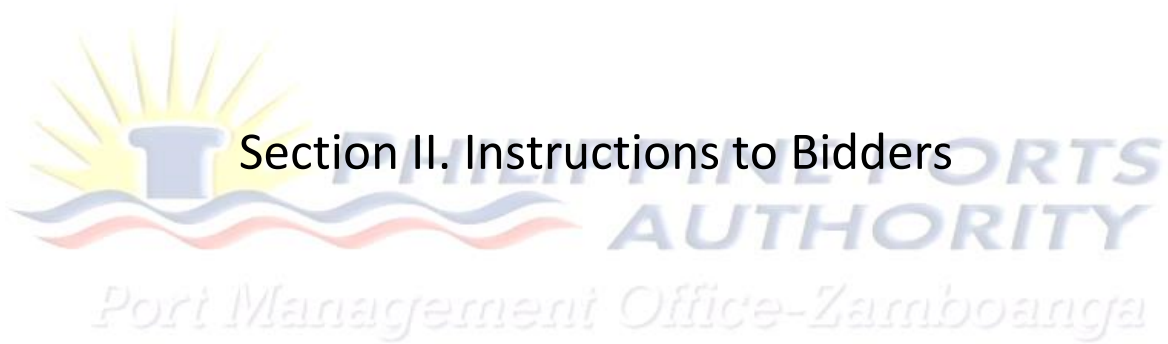 Section II. Instructions to Bidders
PHILIPPINE PORTS
AUTHORITY
Port Management Office-Zamboanga